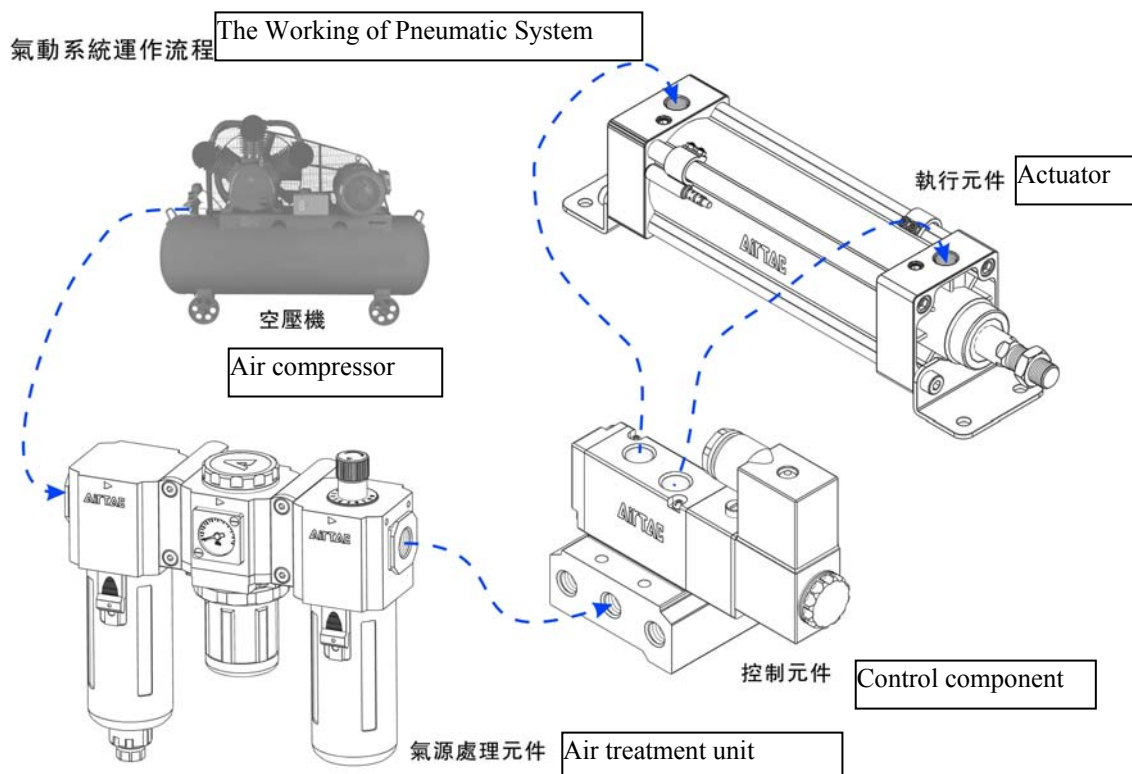 氣動系統運作流程
The Working of Pneumatic System
執行元件
Actuator
AirTAC
空壓機
Air compressor
AirTAC
AirTAC
AirTAC
控制元件
Control component
氣源處理元件
Air treatment unit